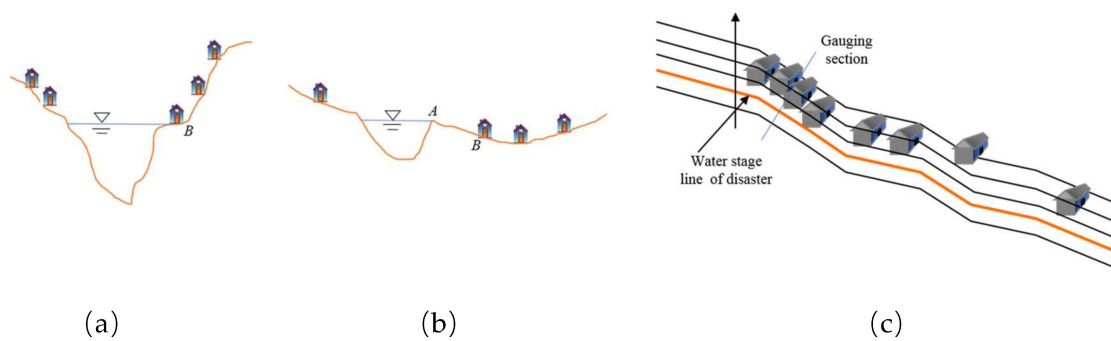 B
A
B
Gauging
section
Water stage
line of disaster
(a)
(b)
(c)